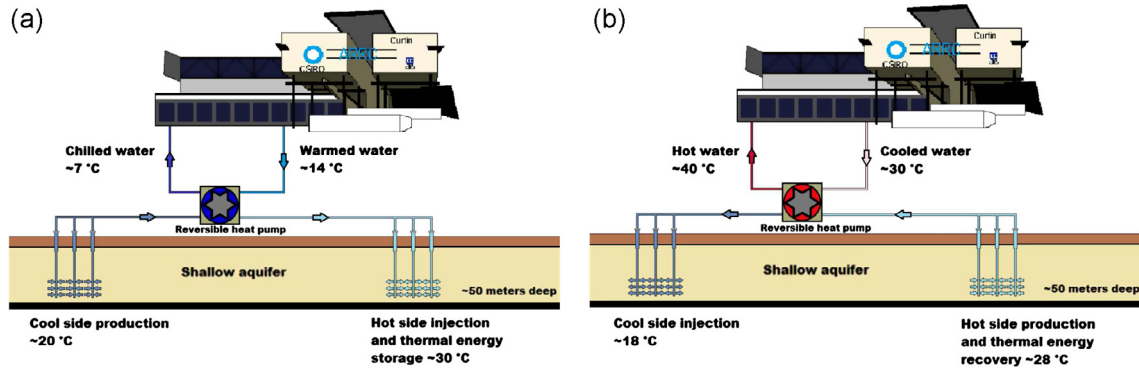 (a)
CSIRO
ARRC
Curtin
Chilled water
~7 °C
Warmed water
~14 °C
Reversible heat pump
Shallow aquifer
~50 meters deep
Cool side production
~20 °C
Hot side injection
and thermal energy
storage ~30 °C
(b)
CSIRO
ARRC
Curtin
Hot water
~40 °C
Cooled water
~30 °C
Reversible heat pump
Shallow aquifer
~50 meters deep
Cool side injection
~18 °C
Hot side production
and thermal energy
recovery ~28 °C